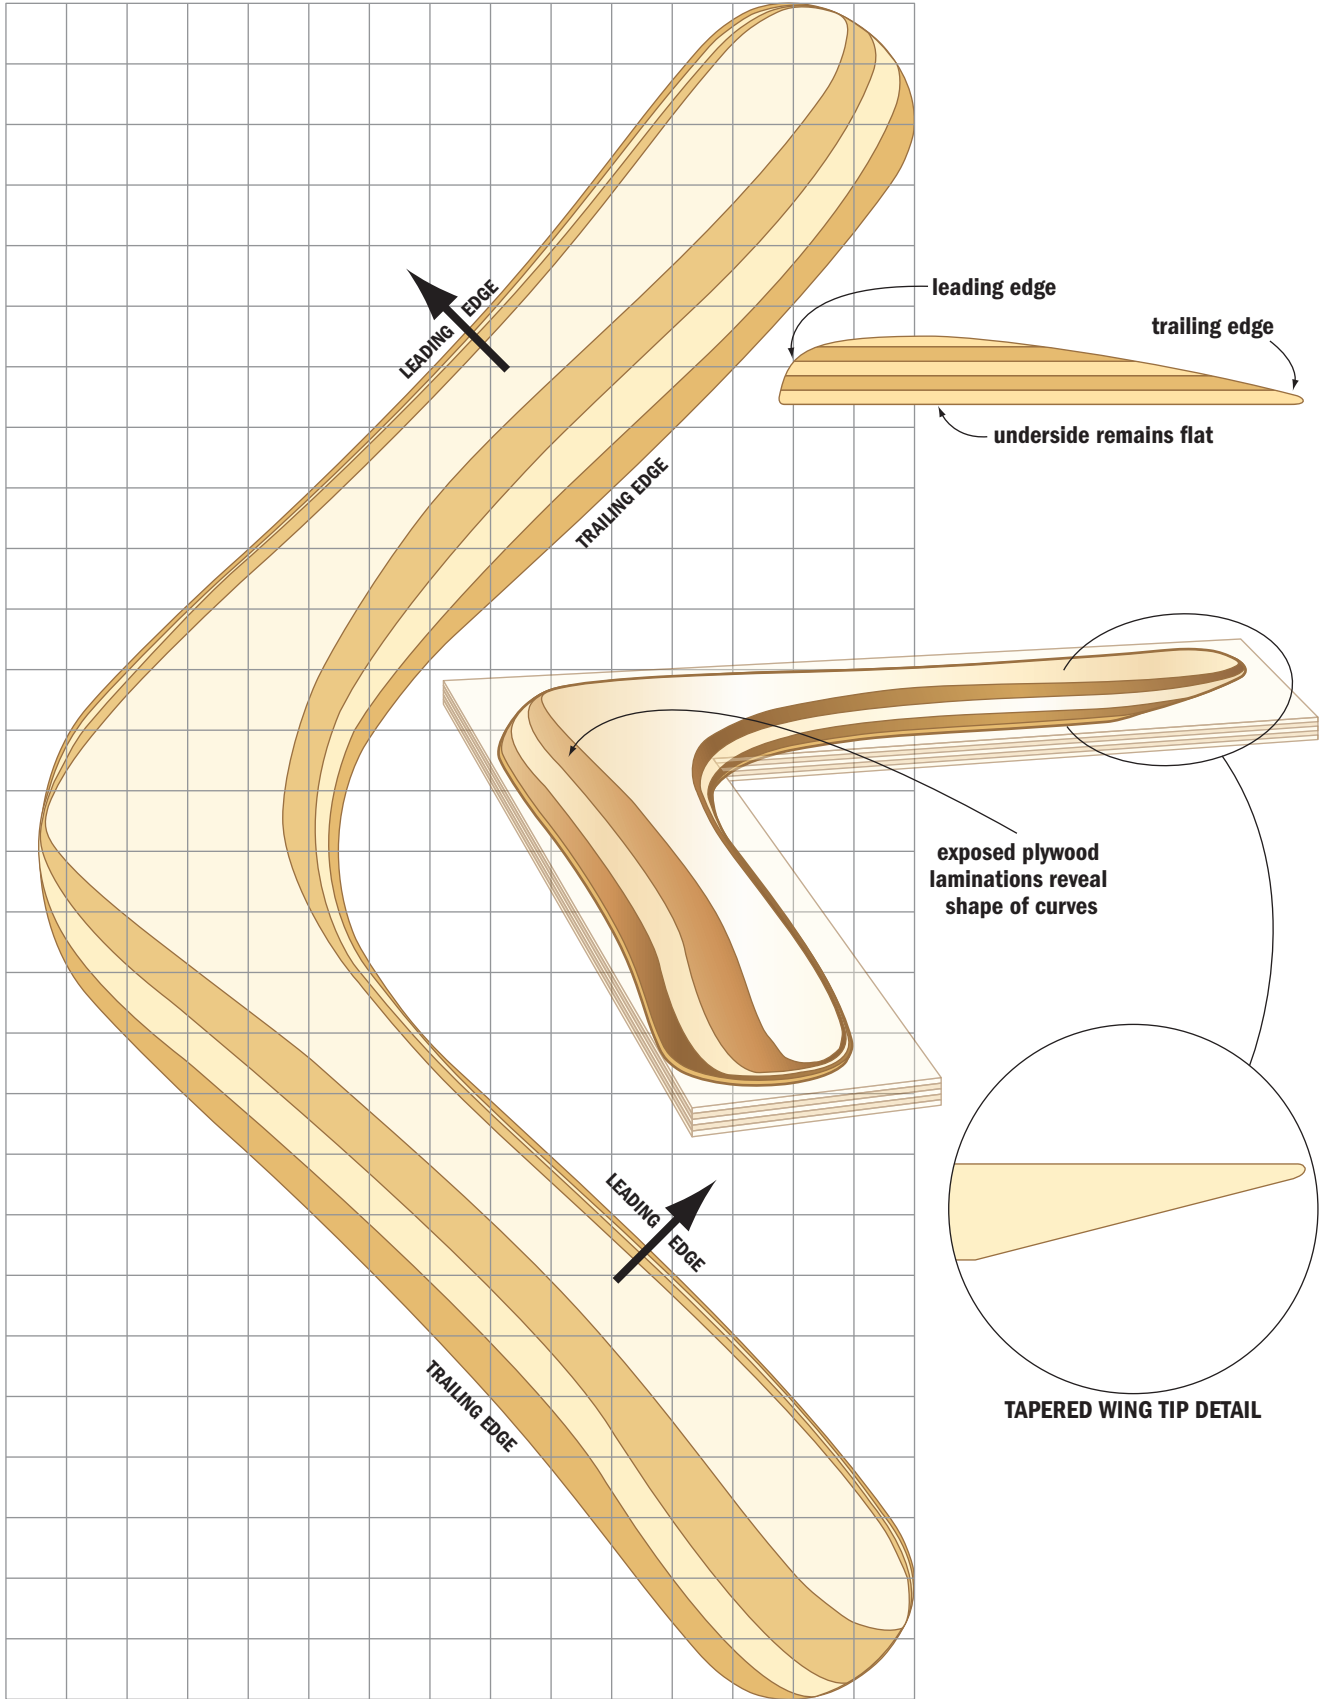 LEADING EDGE
leading edge
trailing edge
underside remains flat
TRAILING EDGE
exposed plywood
laminations reveal
shape of curves
LEADING EDGE
TRAILING EDGE
TAPERED WING TIP DETAIL